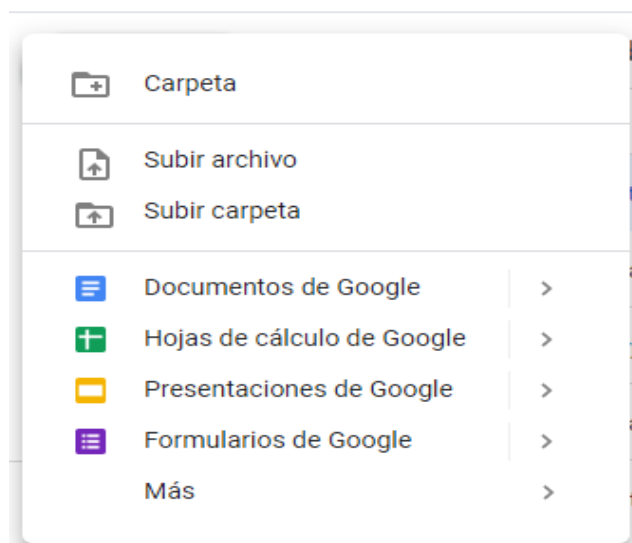 Carpeta
Subir archivo
Subir carpeta
Documentos de Google
Hojas de cálculo de Google
Presentaciones de Google
Formularios de Google
Más